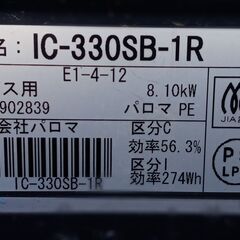 名: IC-330SB-1R
E1-4-12
ス用 8.10kW
902839 パロマ PE
会社パロマ 区分C
効率56.3%
IC-330SB-1R 区分I
効率274Wh
JIA
PS
LP